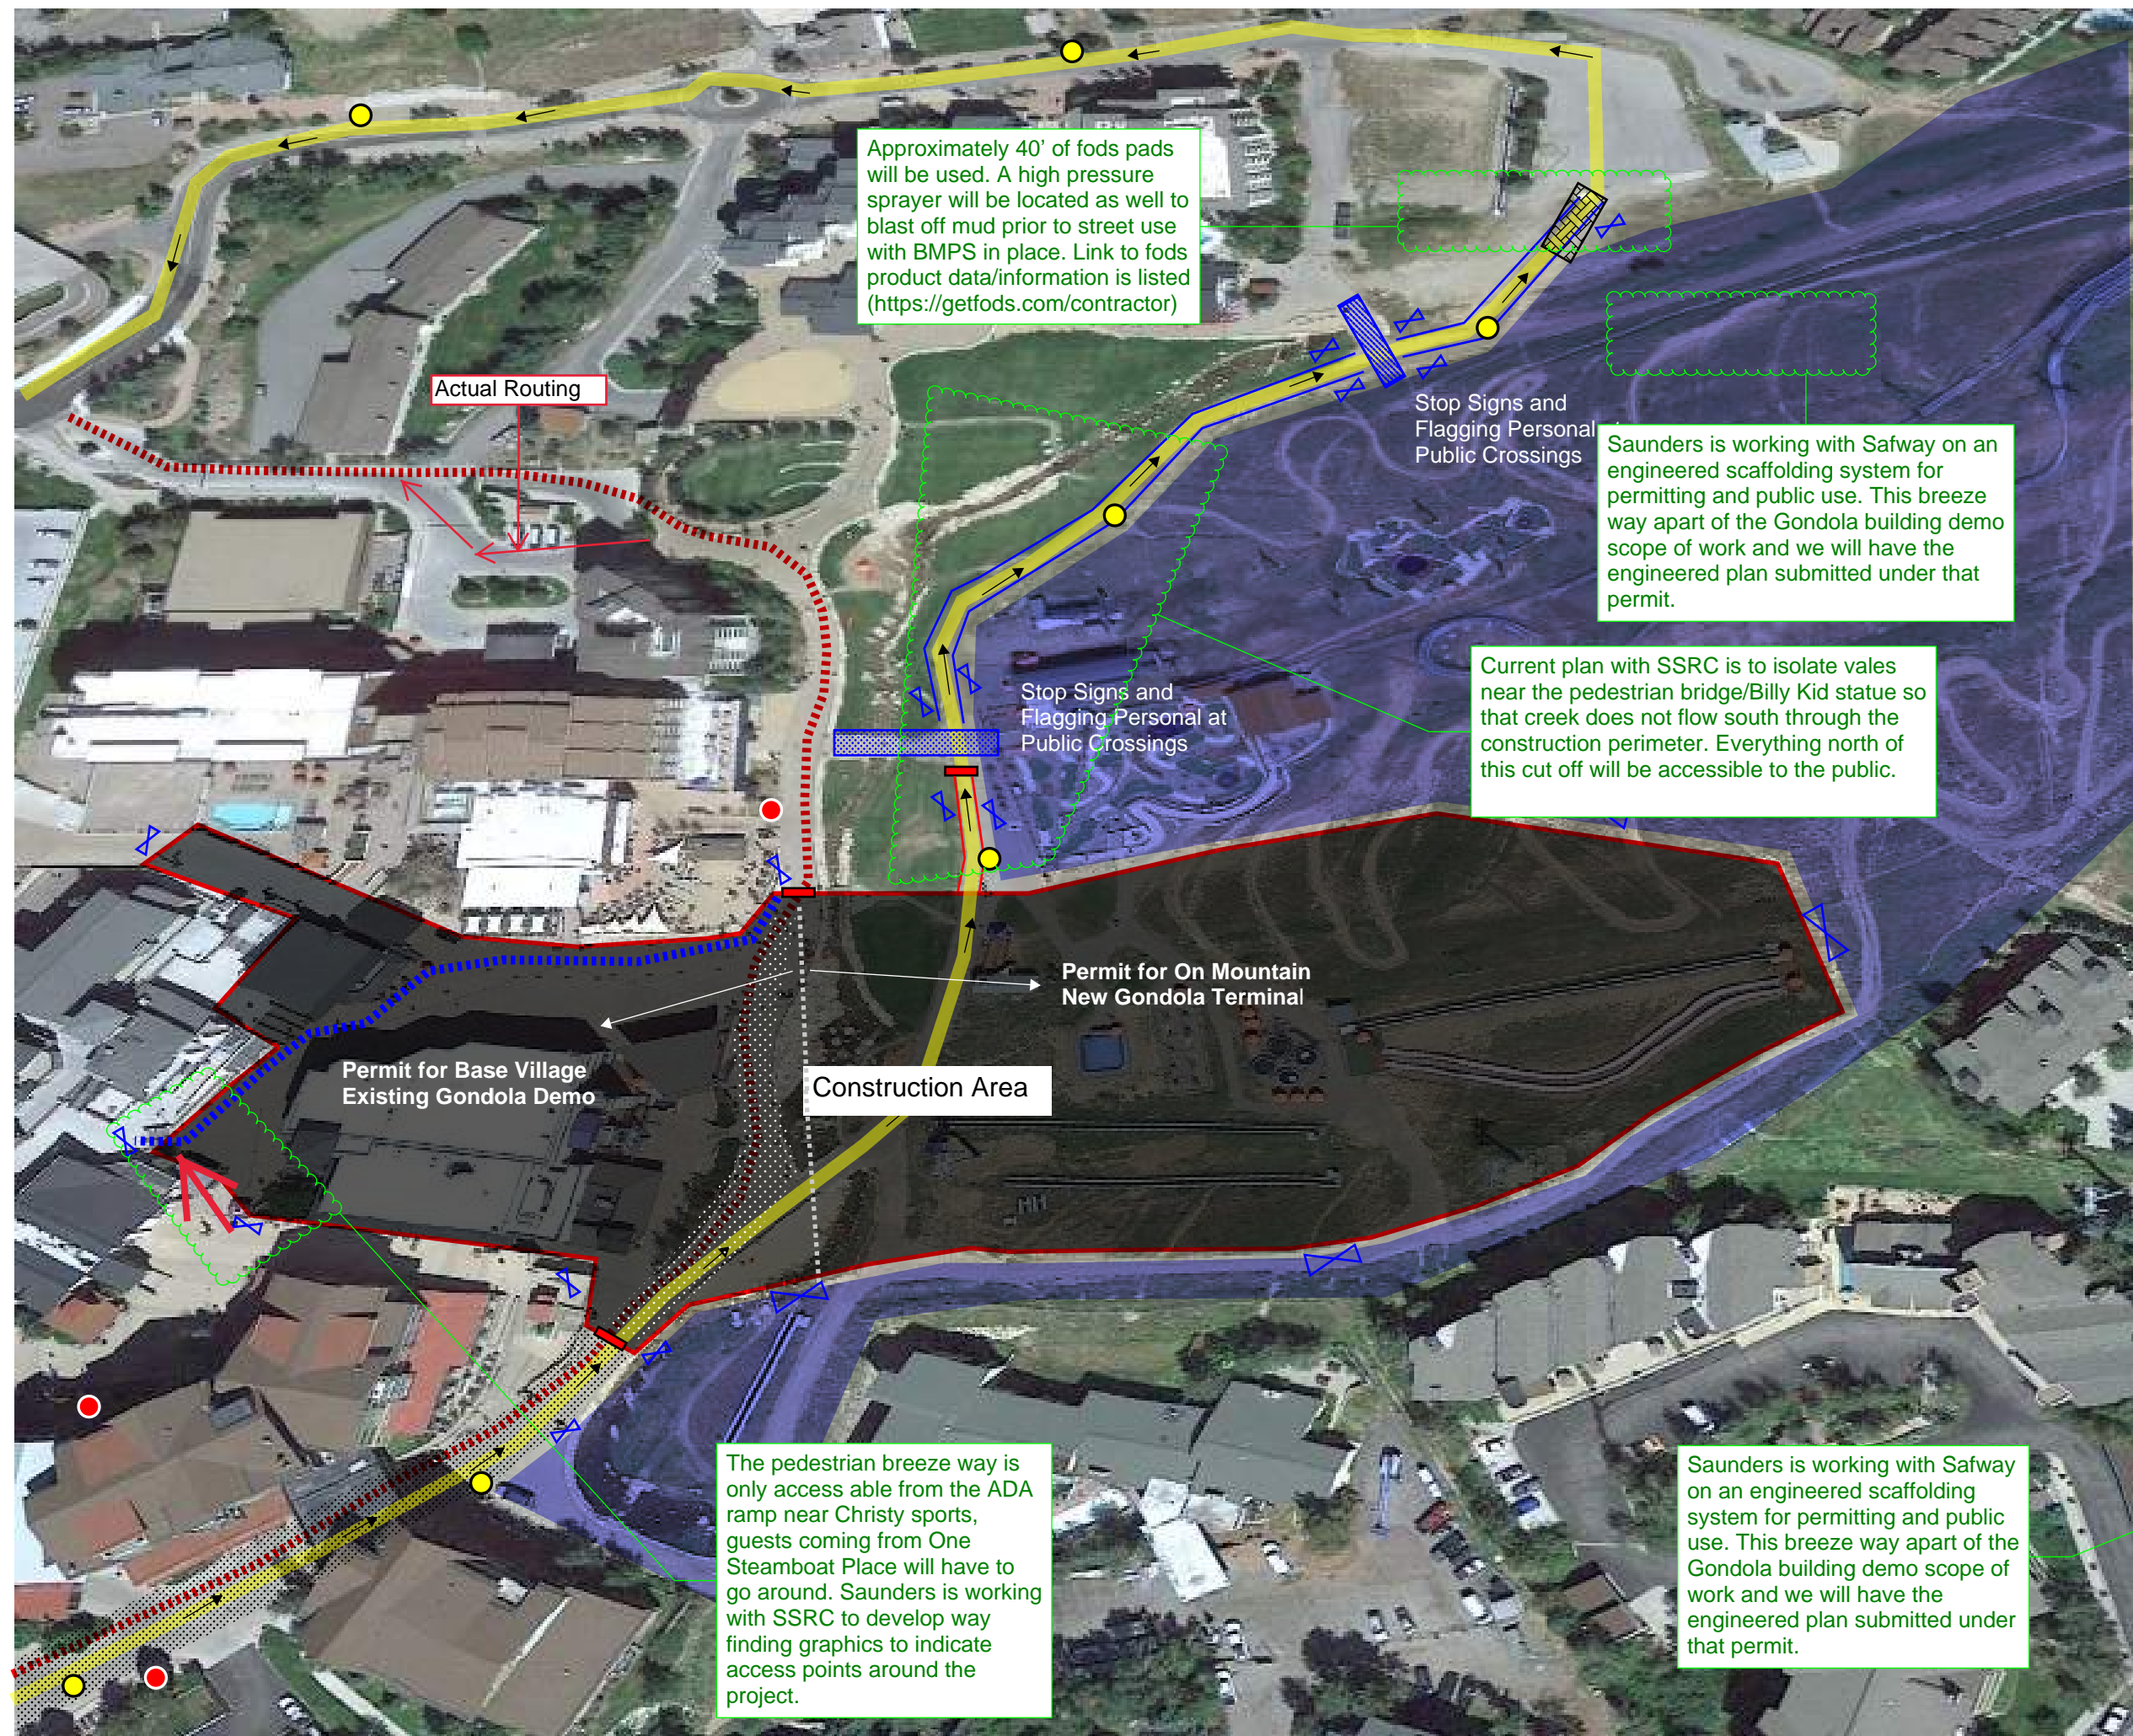 Approximately 40' of fods pads
will be used. A high pressure
sprayer will be located as well to
blast off mud prior to street use
with BMPS in place. Link to fods
product data/information is listed
(https://getfods.com/contractor)
Actual Routing
Stop Signs and
Flagging Personal
Public Crossings
Saunders is working with Safway on an
engineered scaffolding system for
permitting and public use. This breeze
way apart of the Gondola building demo
scope of work and we will have the
engineered plan submitted under that
permit.
Current plan with SSRC is to isolate vales
near the pedestrian bridge/Billy Kid statue so
that creek does not flow south through the
construction perimeter. Everything north of
this cut off will be accessible to the public.
Stop Signs and
Flagging Personal at
Public Crossings
Permit for On Mountain
New Gondola Terminal
Permit for Base Village
Existing Gondola Demo
Construction Area
The pedestrian breeze way is
only access able from the ADA
ramp near Christy sports,
guests coming from One
Steamboat Place will have to
go around. Saunders is working
with SSRC to develop way
finding graphics to indicate
access points around the
project.
Saunders is working with Safway
on an engineered scaffolding
system for permitting and public
use. This breeze way apart of the
Gondola building demo scope of
work and we will have the
engineered plan submitted under
that permit.